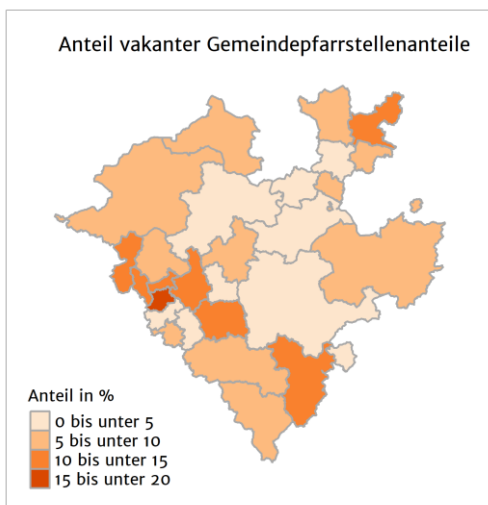 Anteil vakanter Gemeindepfarrstellenanteile
Anteil in %
0 bis unter 5
5 bis unter 10
10 bis unter 15
15 bis unter 20